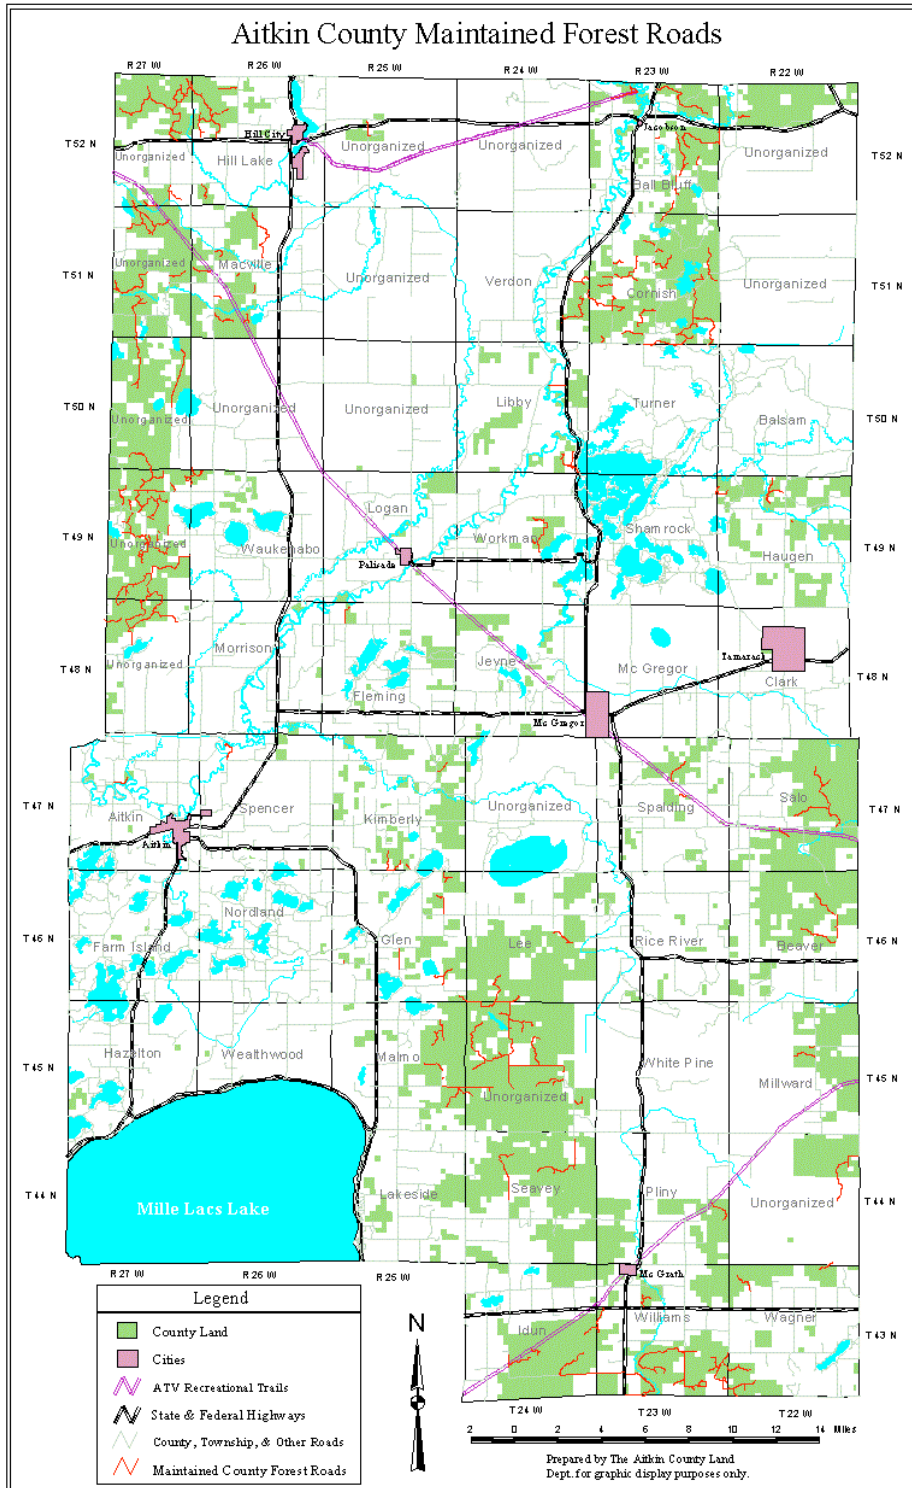 Aitkin County Maintained Forest Roads
R 27 W
R 26 W
R 25 W
R 24 W
R 23 W
R 22 W
Hill City
Jacobson
T 52 N
Unorganized
Hill Lake
Unorganized
Unorganized
Unorganized
T 52 N
Ball Bluff
Unorganized
Macville
Unorganized
Verdon
Cornish
Unorganized
T 51 N
T 51 N
T 50 N
Unorganized
Unorganized
Unorganized
Libby
Turner
Balsam
T 50 N
Logan
T 49 N
Unorganized
Waukenabo
Workman
Shamrock
Haugen
T 49 N
Palisade
T 48 N
Unorganized
Morrison
Fleming
Jevne
Mc Gregor
Tamarack
Clark
T 48 N
Mc Gregor
T 47 N
Aitkin
Spencer
Kimberly
Unorganized
Spalding
Salo
T 47 N
Aitkin
Nordland
T 46 N
Farm Island
Glen
Lee
Rice River
Beaver
T 46 N
T 45 N
Hazelton
Wealthwood
Malmo
Unorganized
White Pine
Millward
T 45 N
T 44 N
Mille Lacs Lake
Lakeside
Seavey
Pliny
Unorganized
T 44 N
R 27 W
R 26 W
R 25 W
Mc Grath
Idun
Williams
Wagner
T 43 N
Legend
County Land
Cities
ATV Recreational Trails
State & Federal Highways
County, Township, & Other Roads
Maintained County Forest Roads
N
T 24 W
T 23 W
T 22 W
2 0 2 4 6 8 10 12 14 Miles
Prepared by The Aitkin County Land
Dept. for graphic display purposes only.